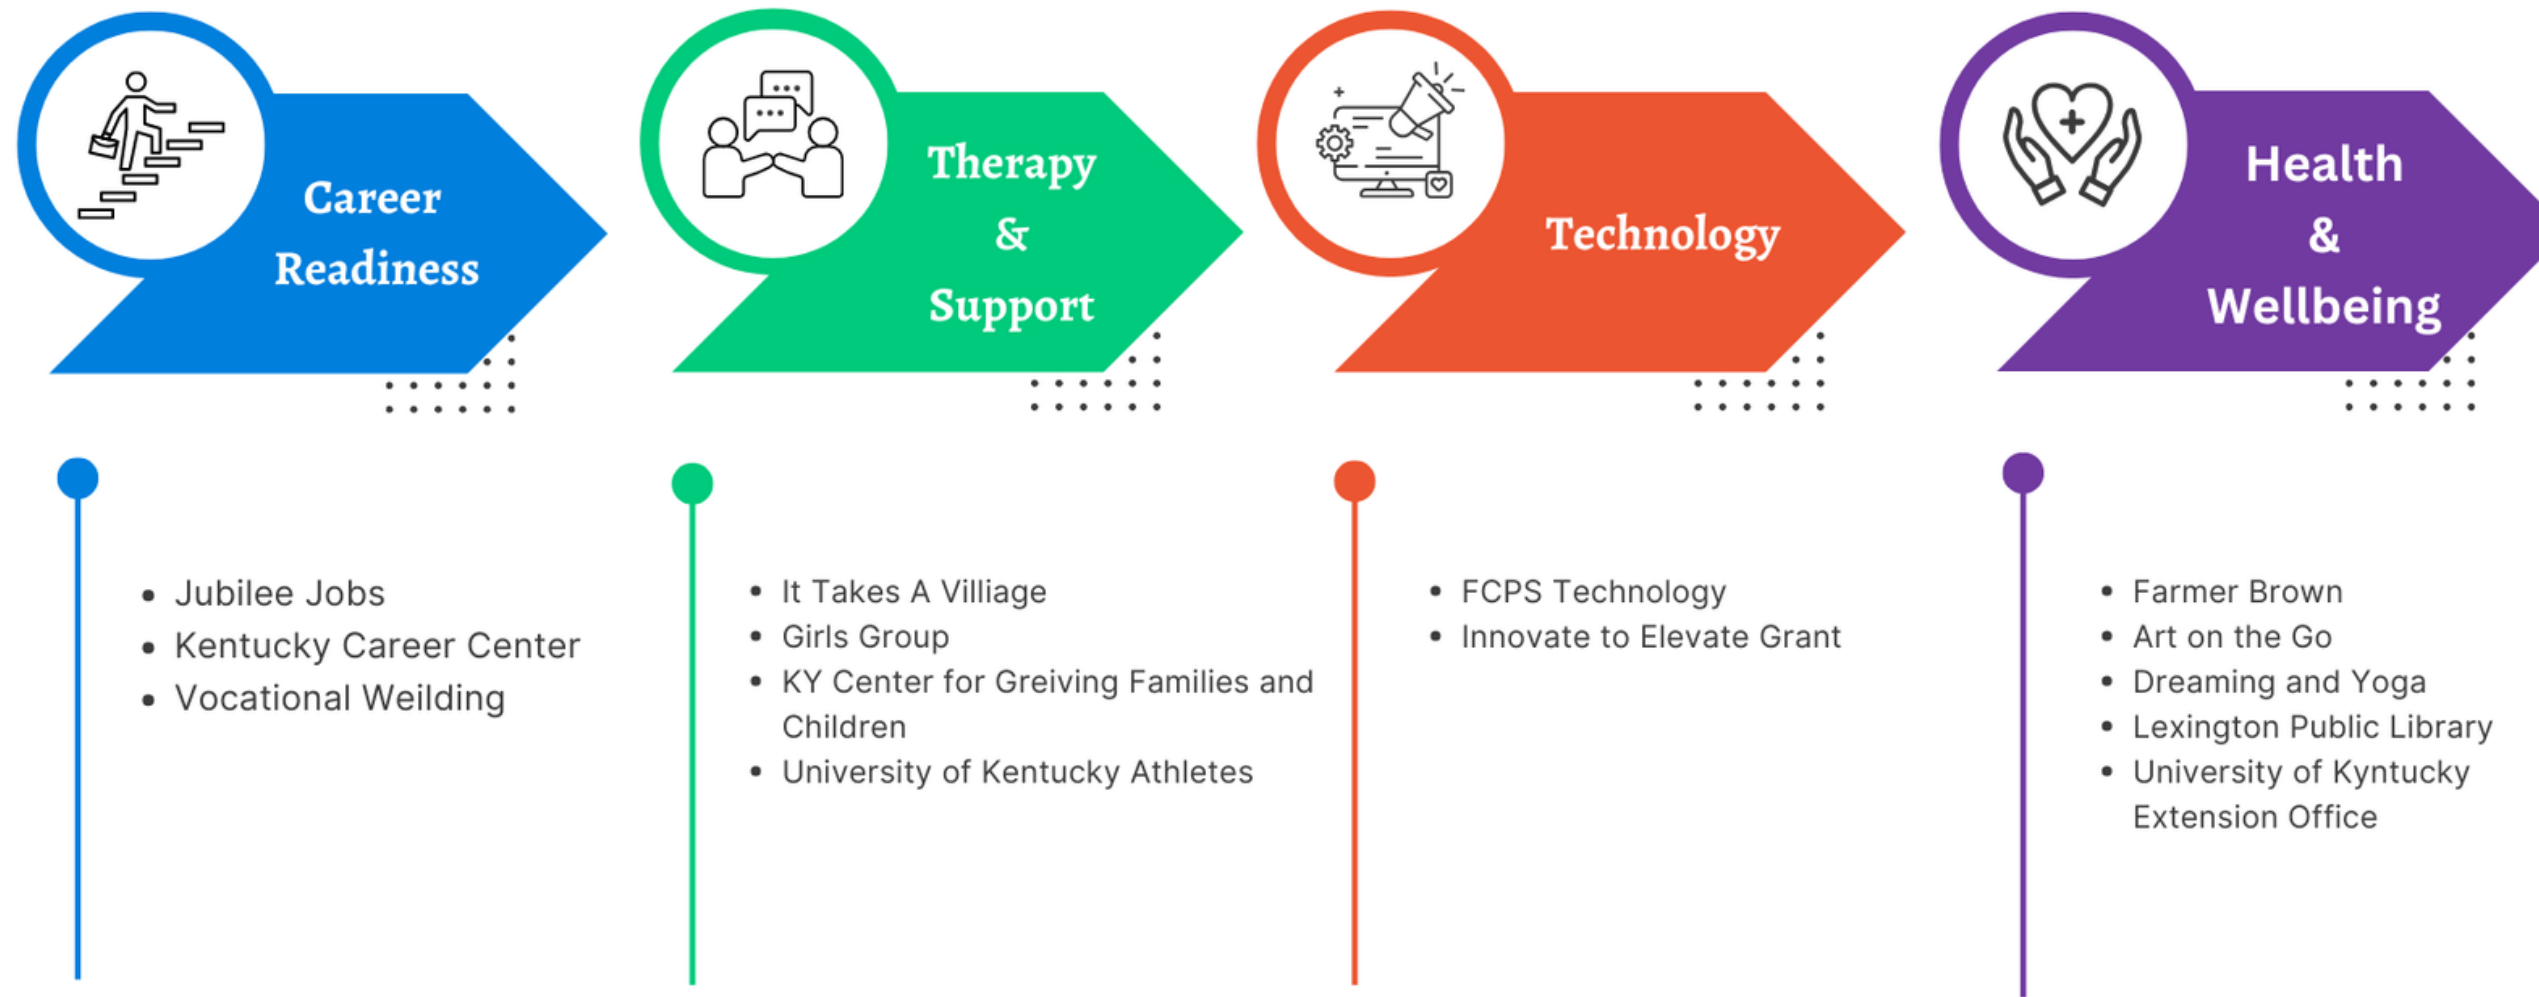 Career
Readiness
Therapy
&
Support
Technology
Health
&
Wellbeing
• Jubilee Jobs
• Kentucky Career Center
• Vocational Weilding
• It Takes A Villiage
• Girls Group
• KY Center for Greiving Families and
Children
• University of Kentucky Athletes
• FCPS Technology
• Innovate to Elevate Grant
• Farmer Brown
• Art on the Go
• Dreaming and Yoga
• Lexington Public Library
• University of Kyntucky
Extension Office